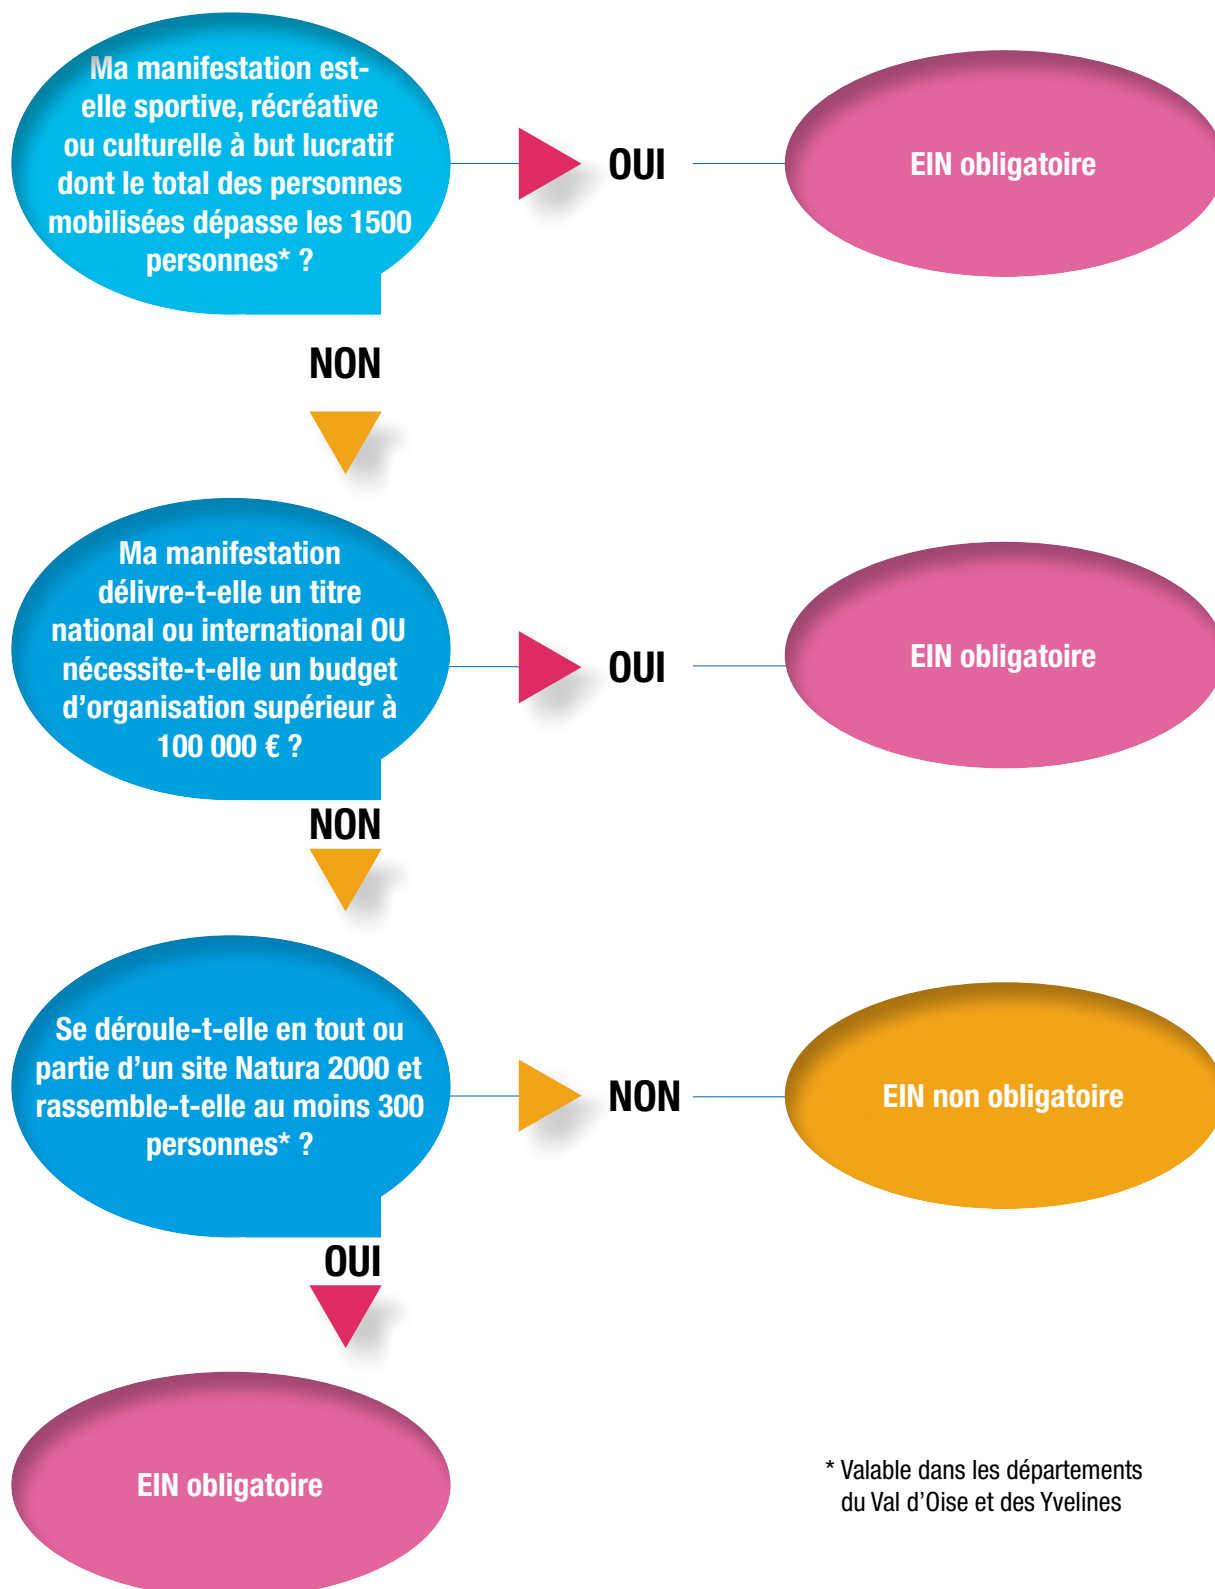 Ma manifestation est-
elle sportive, récréative
ou culturelle à but lucratif
dont le total des personnes
mobilisées dépasse les 1500
personnes* ?
OUI
EIN obligatoire
NON
Ma manifestation
délivre-t-elle un titre
national ou international OU
nécessite-t-elle un budget
d’organisation supérieur à
100 000 € ?
OUI
EIN obligatoire
NON
Se déroule-t-elle en tout ou
partie d’un site Natura 2000 et
rassemble-t-elle au moins 300
personnes* ?
NON
EIN non obligatoire
OUI
EIN obligatoire
* Valable dans les départements
du Val d’Oise et des Yvelines